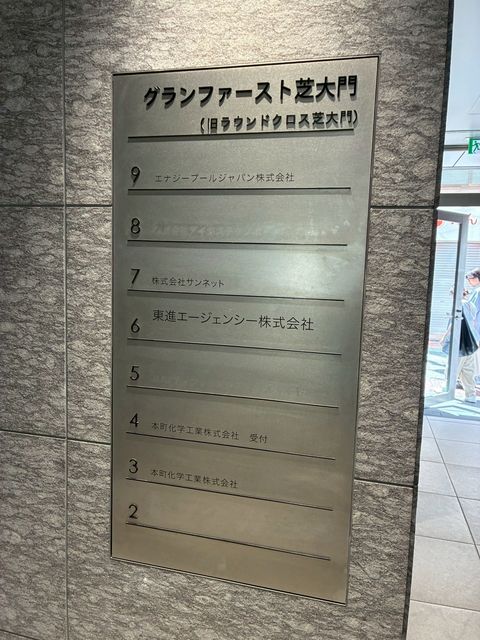 グランファースト芝大門
(旧ラウンドクロス芝大門)
9 エナジープールジャパン株式会社
8
7 株式会社サンネット
6 東進エージェンシー株式会社
5
4 本町化学工業株式会社 受付
3 本町化学工業株式会社
2